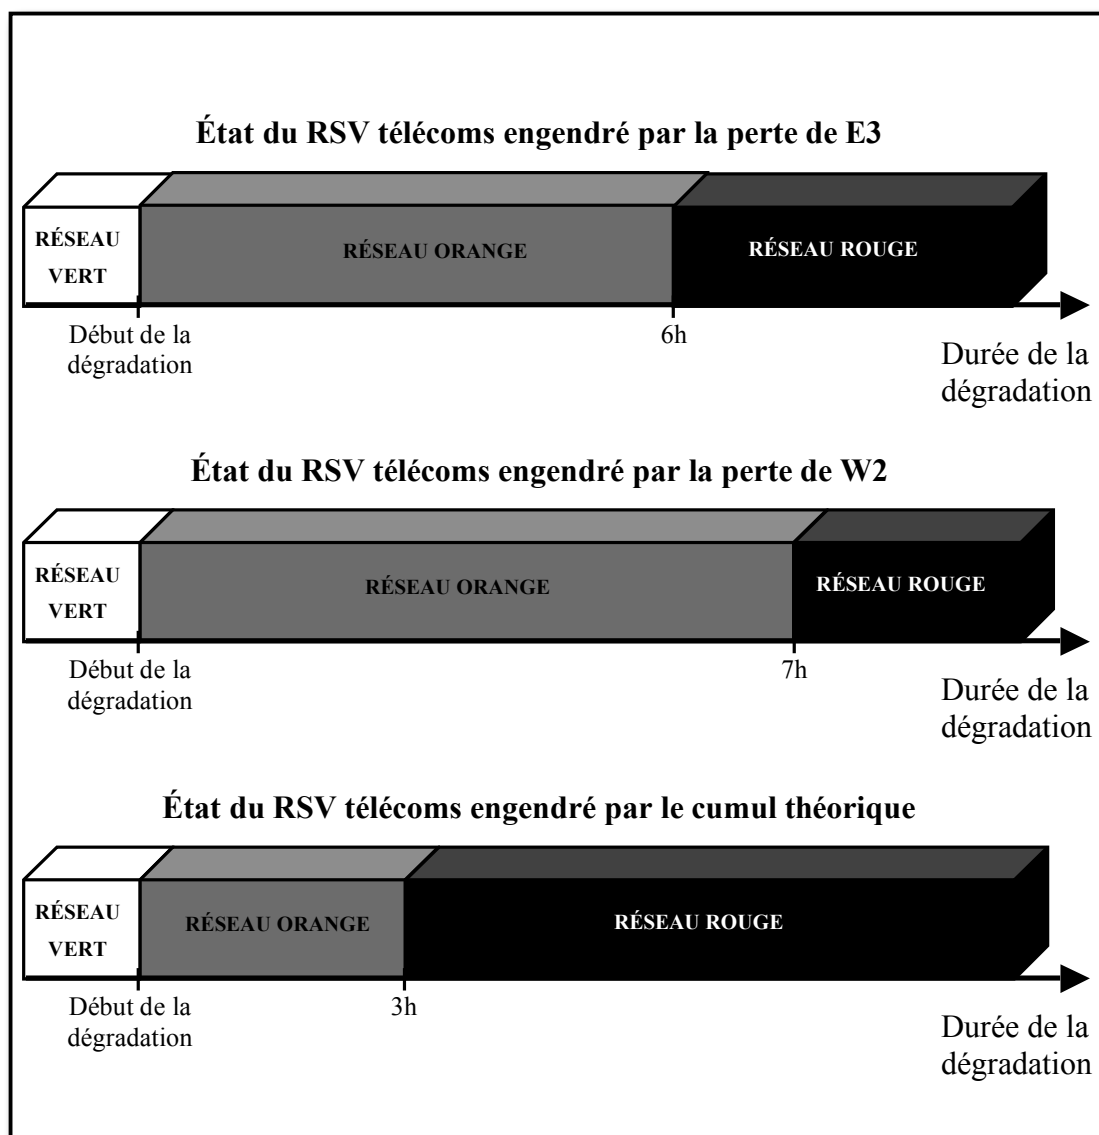 État du RSV télécoms engendré par la perte de E3
RÉSEAU
VERT
RÉSEAU ORANGE
RÉSEAU ROUGE
Début de la
dégradation
6h
Durée de la
dégradation
État du RSV télécoms engendré par la perte de W2
RÉSEAU
VERT
RÉSEAU ORANGE
RÉSEAU ROUGE
Début de la
dégradation
7h
Durée de la
dégradation
État du RSV télécoms engendré par le cumul théorique
RÉSEAU
VERT
RÉSEAU ORANGE
RÉSEAU ROUGE
Début de la
dégradation
3h
Durée de la
dégradation